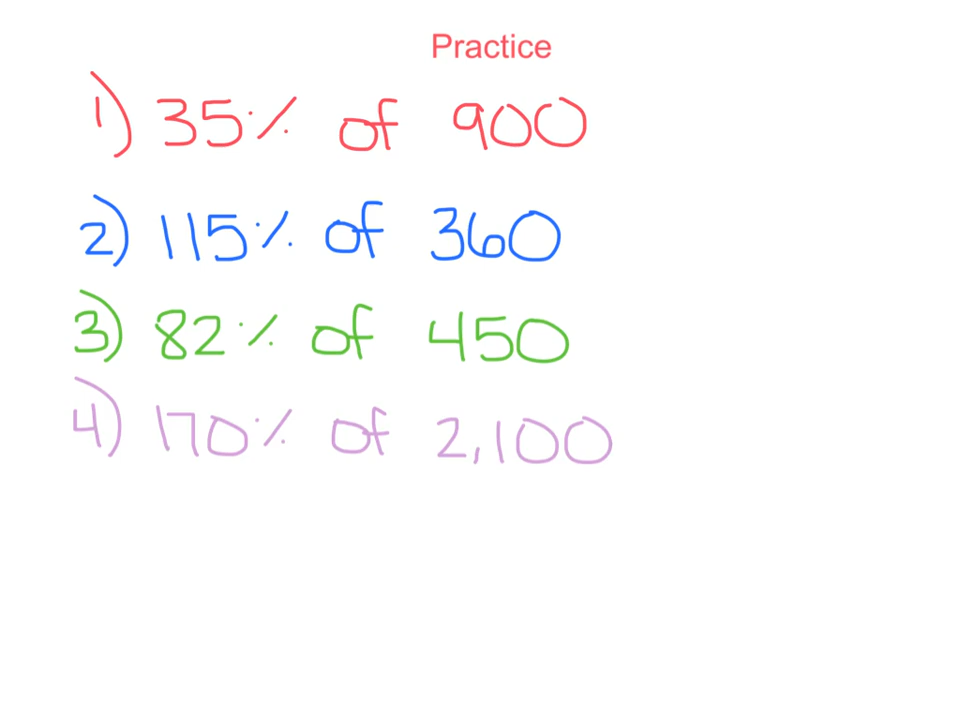 Practice
1) 35% of 900
2) 115% of 360
3) 82% of 450
4) 170% of 2,100